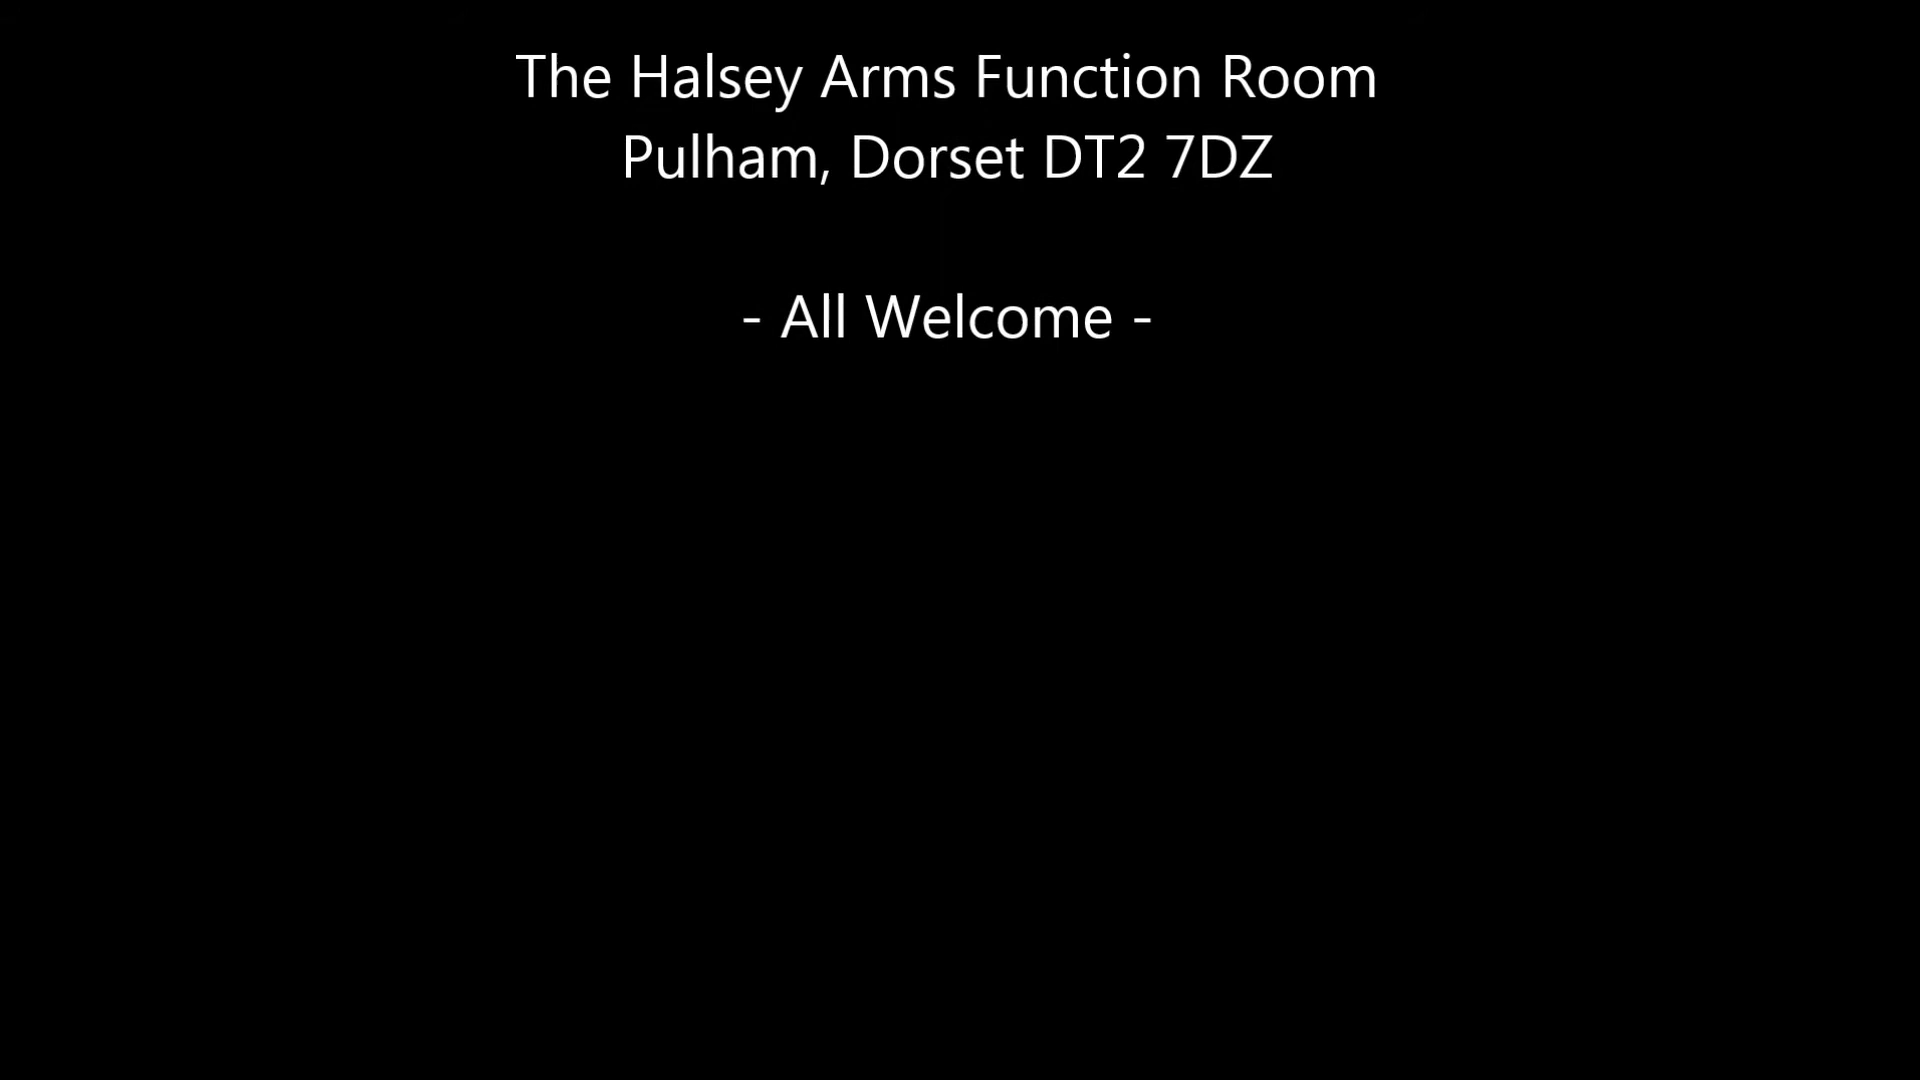 The Halsey Arms Function Room
Pulham, Dorset DT2 7DZ
- All Welcome -